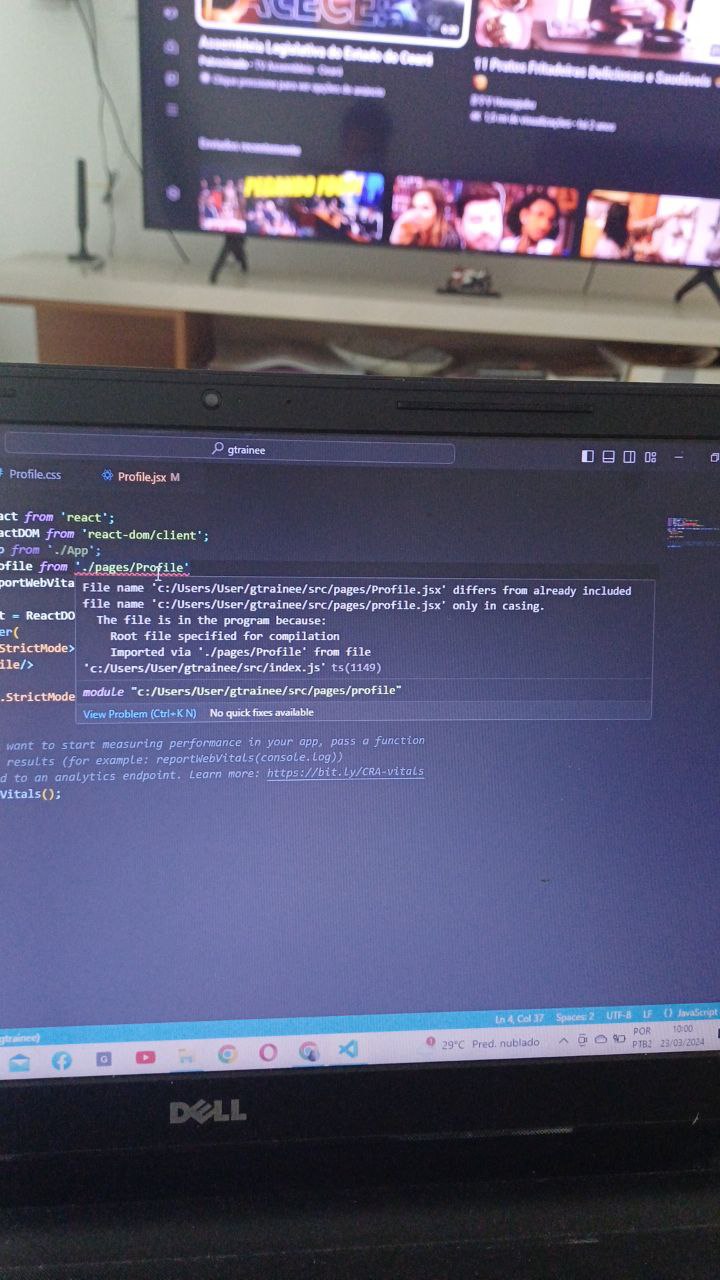 Assembleia Legislativa do Estado do Ceará
11 Pratos Fritadeiras Deliciosas e Saudáveis
Enviados recentemente
gtrainee
Profile.css
Profile.jsx M
act from 'react';
actDOM from 'react-dom/client';
p from './App';
ofile from './pages/Profile'
portWebVita
t = ReactDO
er(
StrictMode>
ile/>
.StrictMode
File name 'c:/Users/User/gtrainee/src/pages/Profile.jsx' differs from already included
file name 'c:/Users/User/gtrainee/src/pages/profile.jsx' only in casing.
The file is in the program because:
Root file specified for compilation
Imported via './pages/Profile' from file
'c:/Users/User/gtrainee/src/index.js' ts(1149)
module "c:/Users/User/gtrainee/src/pages/profile"
View Problem (Ctrl+K N) No quick fixes available
want to start measuring performance in your app, pass a function
results (for example: reportWebVitals(console.log))
d to an analytics endpoint. Learn more: https://bit.ly/CRA-vitals
Vitals();
gtrainee)
Ln 4, Col 37 Spaces: 2 UTF-8 LF {} JavaScript
29°C Pred. nublado
POR
PTB2
10:00
23/03/2024
DELL